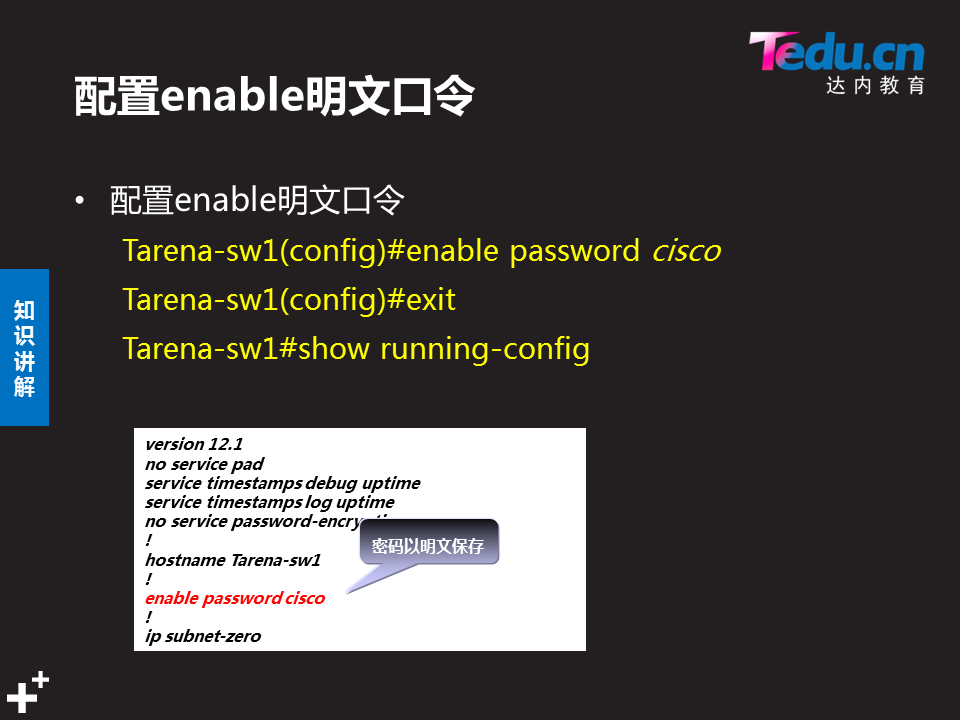 Tedu.cn
达内教育
配置enable明文口令
• 配置enable明文口令
Tarena-sw1(config)#enable password cisco
Tarena-sw1(config)#exit
Tarena-sw1#show running-config
知
识
讲
解
version 12.1
no service pad
service timestamps debug uptime
service timestamps log uptime
no service
!
密码以明文保存
hostname Tarena-sw1
!
enable password cisco
!
ip subnet-zero